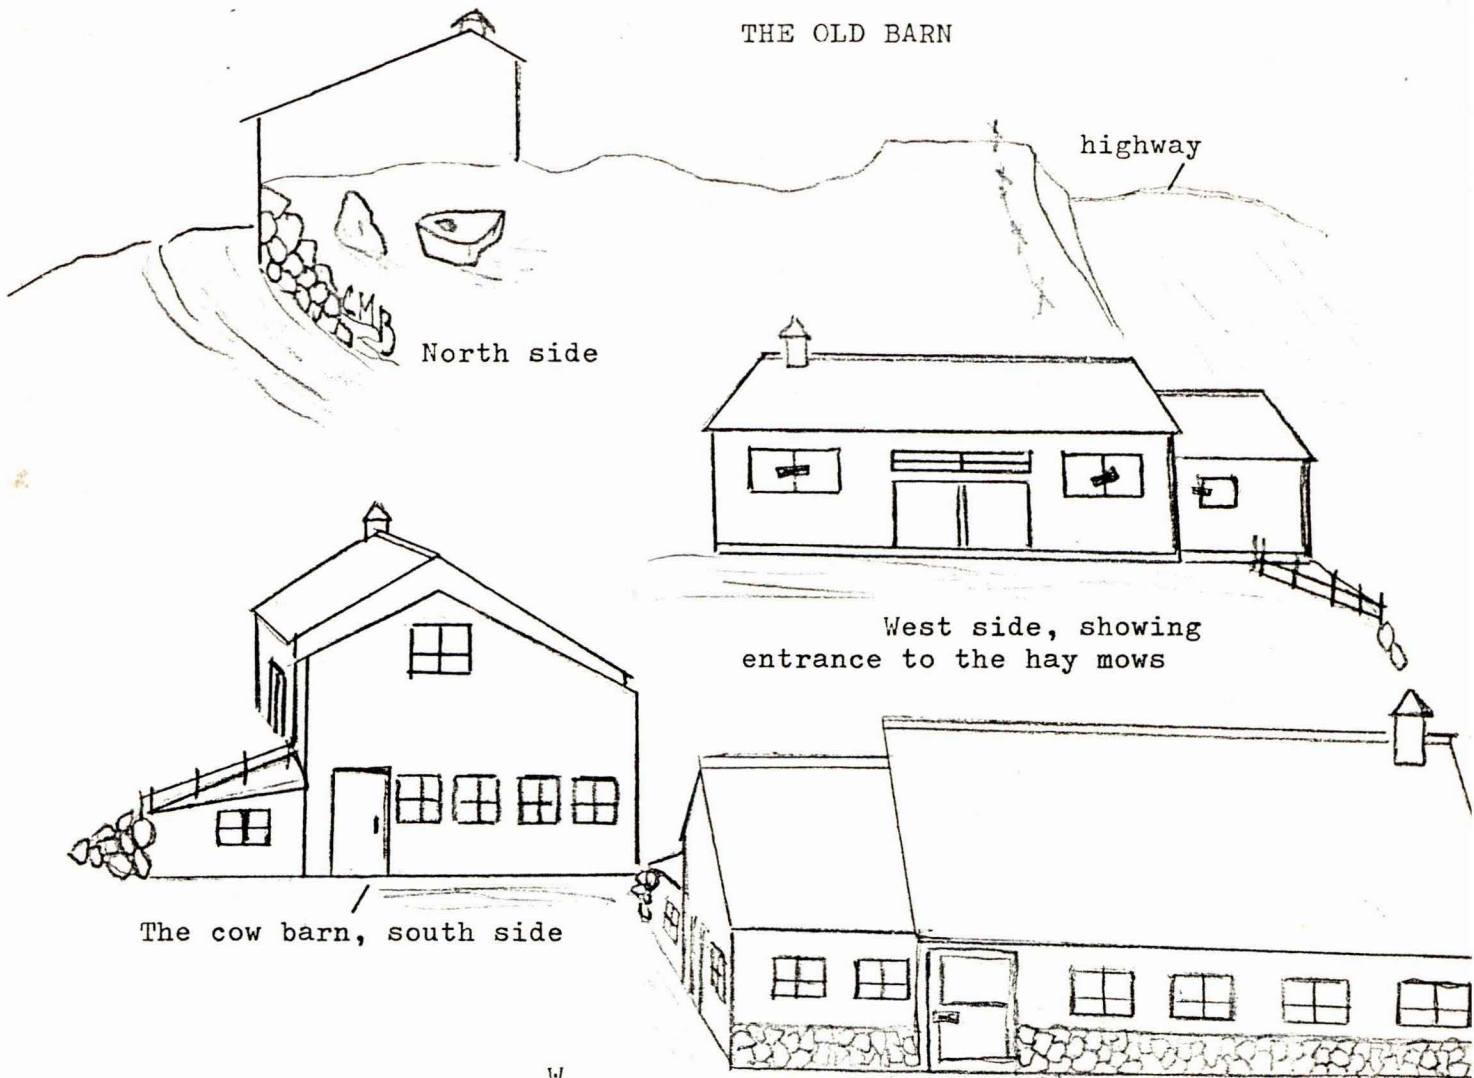 THE OLD BARN
highway
CMB
North side
West side, showing
entrance to the hay mows
The cow barn, south side
W